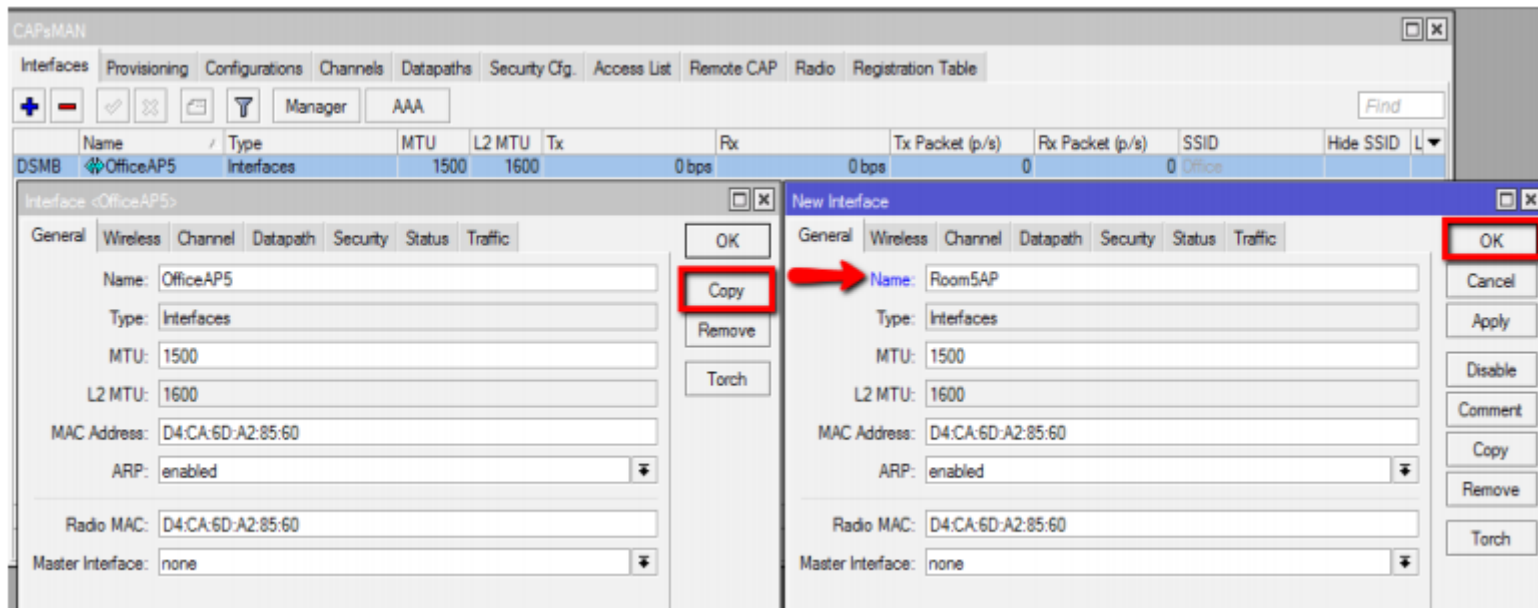 CAPsMAN
Interfaces Provisioning Configurations Channels Datapaths Security Cfg. Access List Remote CAP Radio Registration Table
Manager AAA Find
Name / Type MTU L2 MTU Tx Rx Tx Packet (p/s) Rx Packet (p/s) SSID Hide SSID L
DSMB OfficeAP5 Interfaces 1500 1600 0 bps 0 bps 0 0 Office
Interface <OfficeAP5>
General Wireless Channel Datapath Security Status Traffic
Name: OfficeAP5
Type: Interfaces
MTU: 1500
L2 MTU: 1600
MAC Address: D4:CA:6D:A2:85:60
ARP: enabled
Radio MAC: D4:CA:6D:A2:85:60
Master Interface: none
OK
Copy
Remove
Torch
New Interface
General Wireless Channel Datapath Security Status Traffic
Name: Room5AP
Type: Interfaces
MTU: 1500
L2 MTU: 1600
MAC Address: D4:CA:6D:A2:85:60
ARP: enabled
Radio MAC: D4:CA:6D:A2:85:60
Master Interface: none
OK
Cancel
Apply
Disable
Comment
Copy
Remove
Torch